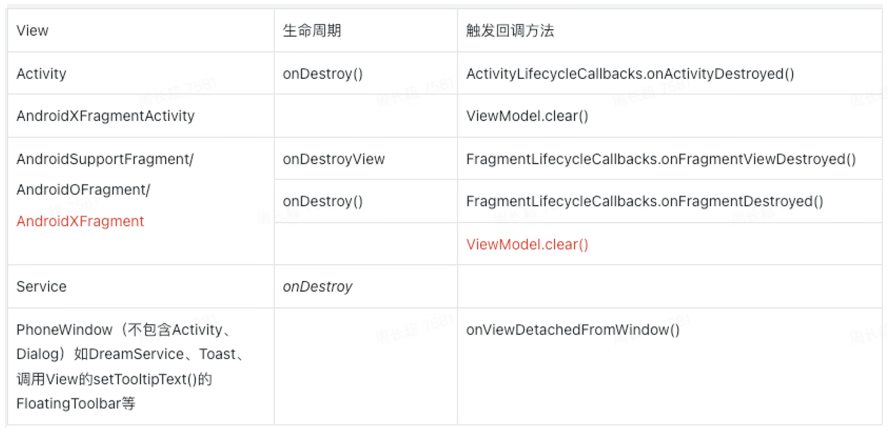 View 生命周期 触发回调方法
Activity onDestroy() ActivityLifecycleCallbacks.onActivityDestroyed()
AndroidXFragmentActivity ViewModel.clear()
AndroidSupportFragment/ onDestroyView FragmentLifecycleCallbacks.onFragmentViewDestroyed()
AndroidOFragment/
AndroidXFragment onDestroy() FragmentLifecycleCallbacks.onFragmentDestroyed()
ViewModel.clear()
Service onDestroy
PhoneWindow（不包含Activity、 onViewDetachedFromWindow()
Dialog）如DreamService、Toast、
调用View的setTooltipText()的
FloatingToolbar等